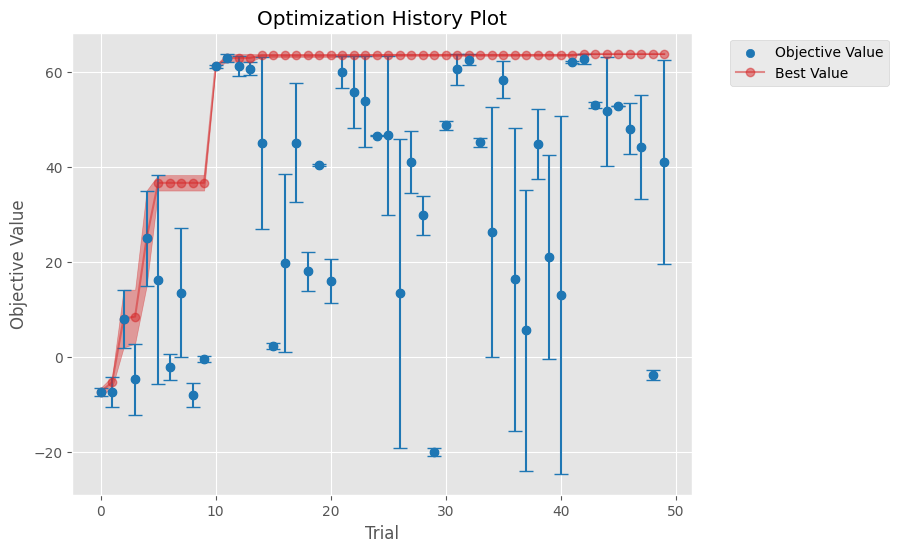 Optimization History Plot
Objective Value
Best Value
Objective Value
60
40
20
0
−20
0 10 20 30 40 50
Trial